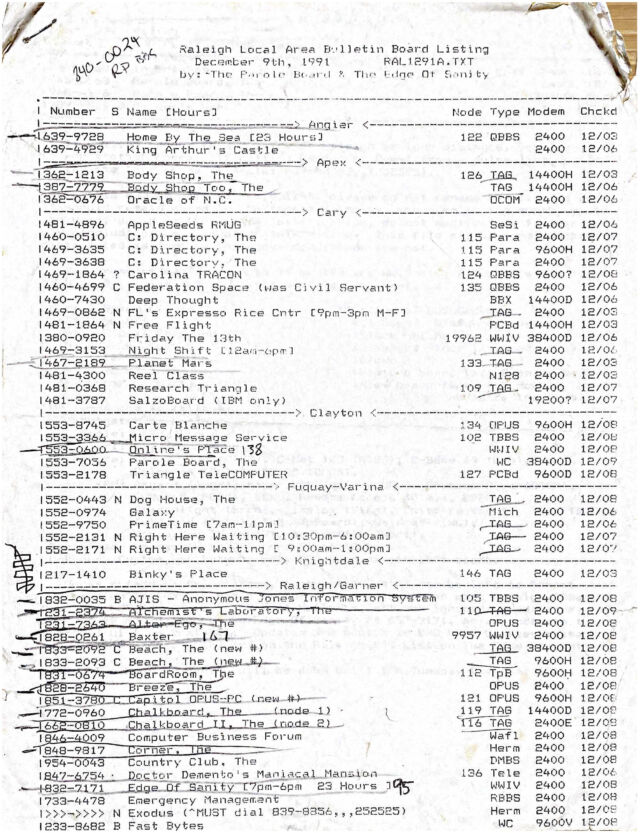 340-0024
RD BBS
Raleigh Local Area Bulletin Board Listing
December 9th, 1991 RAL1291A.TXT
by: The Parole Board & The Edge Of Sanity
Number S Name [Hours] Node Type Modem Chckd
-----> Angier <-----
639-9728 Home By The Sea [23 Hours] 122 QBBS 2400 12/03
639-4929 King Arthur's Castle 2400 12/06
-----> Apex <-----
362-1213 Body Shop, The 126 TAG 14400H 12/03
387-7779 Body Shop Too, The TAG 14400H 12/06
362-0676 Oracle of N.C. OCOM 2400 12/06
-----> Cary <-----
481-4896 AppleSeeds RMUG SeSi 2400 12/06
460-0510 C: Directory, The 115 Para 2400 12/07
469-3635 C: Directory, The 115 Para 9600H 12/07
469-3638 C: Directory, The 115 Para 2400 12/07
469-1864 ? Carolina TRACON 124 QBBS 9600? 12/08
460-4699 C Federation Space (was Civil Servant) 135 QBBS 2400 12/06
460-7430 Deep Thought BBX 14400D 12/06
469-0862 N FL's Expresso Rice Cntr [9pm-3pm M-F] TAG 2400 12/03
481-1864 N Free Flight PCBd 14400H 12/03
380-0920 Friday The 13th 19962 WWIV 38400D 12/06
469-3153 Night Shift [12am-6pm] TAG 2400 12/06
467-2189 Planet Mars 133 TAG 2400 12/03
481-4300 Reel Class N128 2400 12/03
481-0368 Research Triangle 109 TAG 2400 12/07
481-3787 SalzoBoard (IBM only) 19200? 12/07
-----> Clayton <-----
553-8745 Carte Blanche 134 OPUS 9600H 12/08
553-3366 Micro Message Service 102 TBBS 2400 12/08
553-0600 Online's Place 138 WWIV 2400 12/08
553-7056 Parole Board, The WC 38400D 12/09
553-2178 Triangle TeleCOMPUTER 127 PCBd 9600D 12/08
-----> Fuquay-Varina <-----
552-0443 N Dog House, The TAG 2400 12/08
552-0974 Galaxy Mich 2400 12/06
552-9750 PrimeTime [7am-11pm] TAG 2400 12/06
552-2131 N Right Here Waiting [10:30pm-6:00am] TAG 2400 12/07
552-2171 N Right Here Waiting [ 9:00am-1:00pm] TAG 2400 12/07
-----> Knightdale <-----
217-1410 Binky's Place 146 TAG 2400 12/03
-----> Raleigh/Garner <-----
832-0035 B AJIS - Anonymous Jones Information System 105 TBBS 2400 12/08
231-2374 Alchemist's Laboratory, The 110 TAG 2400 12/09
231-7363 Alter-Ego, The OPUS 2400 12/08
828-0261 Baxter 167 9957 WWIV 2400 12/08
833-2092 C Beach, The (new #) TAG 38400D 12/08
833-2093 C Beach, The (new #) TAG 9600H 12/08
831-0674 BoardRoom, The 112 TpB 9600H 12/08
828-2640 Breeze, The OPUS 2400 12/08
851-3780 C Capitol OPUS-PC (new #) 121 OPUS 9600H 12/08
772-0960 Chalkboard, The (node 1) 119 TAG 14400D 12/08
662-0810 Chalkboard II, The (node 2) 116 TAG 2400E 12/08
846-4009 Computer Business Forum Wafl 2400 12/08
848-9817 Corner, The Herm 2400 12/08
954-0043 Country Club, The DMBS 2400 12/08
847-6754 Doctor Demento's Maniacal Mansion 136 Tele 2400 12/06
832-7171 Edge Of Sanity [7pm-6pm 23 Hours ] 95 WWIV 2400 12/08
733-4478 Emergency Management RBBS 2400 12/08
>>>>->>>> N Exodus (^MUST dial 839-8356,,,252525) Herm 2400 12/08
233-8682 B Fast Bytes WC 9600V 12/08